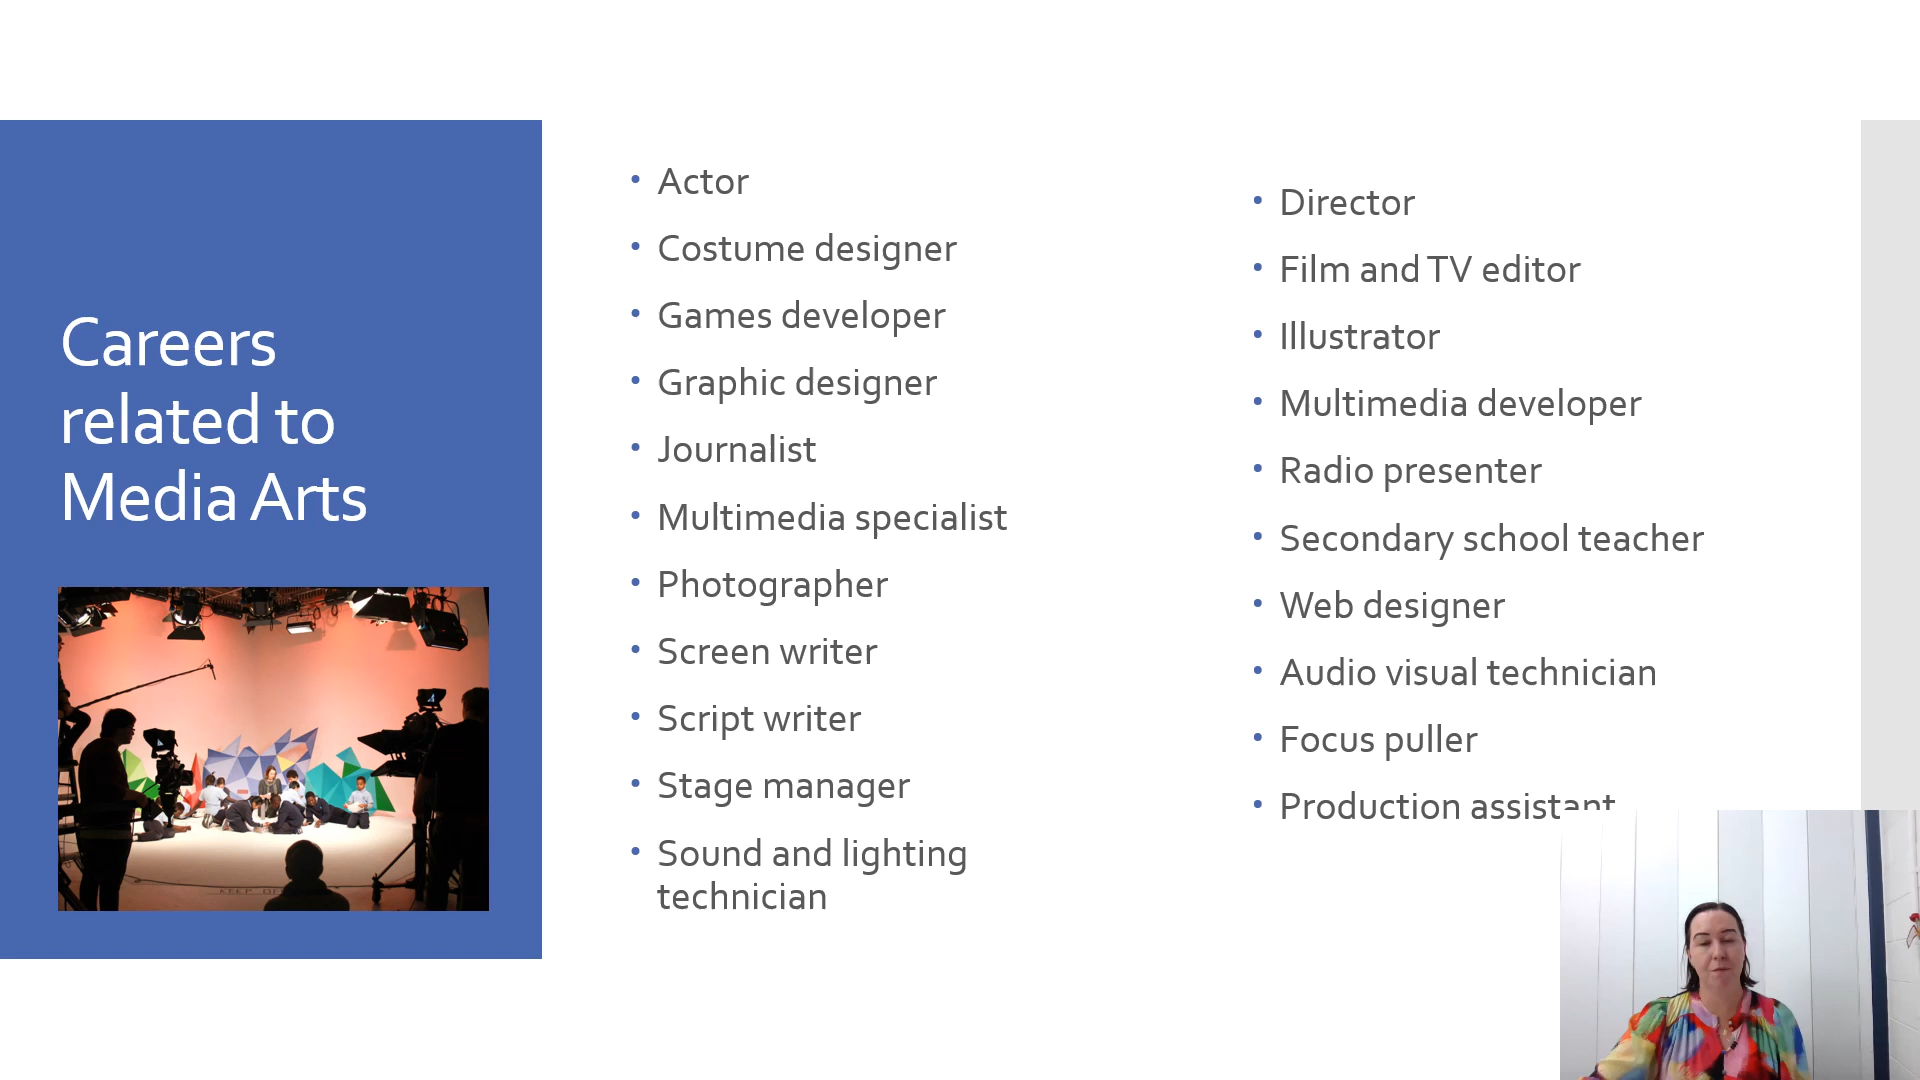 Careers
related to
Media Arts
• Actor
• Costume designer
• Games developer
• Graphic designer
• Journalist
• Multimedia specialist
• Photographer
• Screen writer
• Script writer
• Stage manager
• Sound and lighting
technician
• Director
• Film and TV editor
• Illustrator
• Multimedia developer
• Radio presenter
• Secondary school teacher
• Web designer
• Audio visual technician
• Focus puller
• Production assistant
KEEP